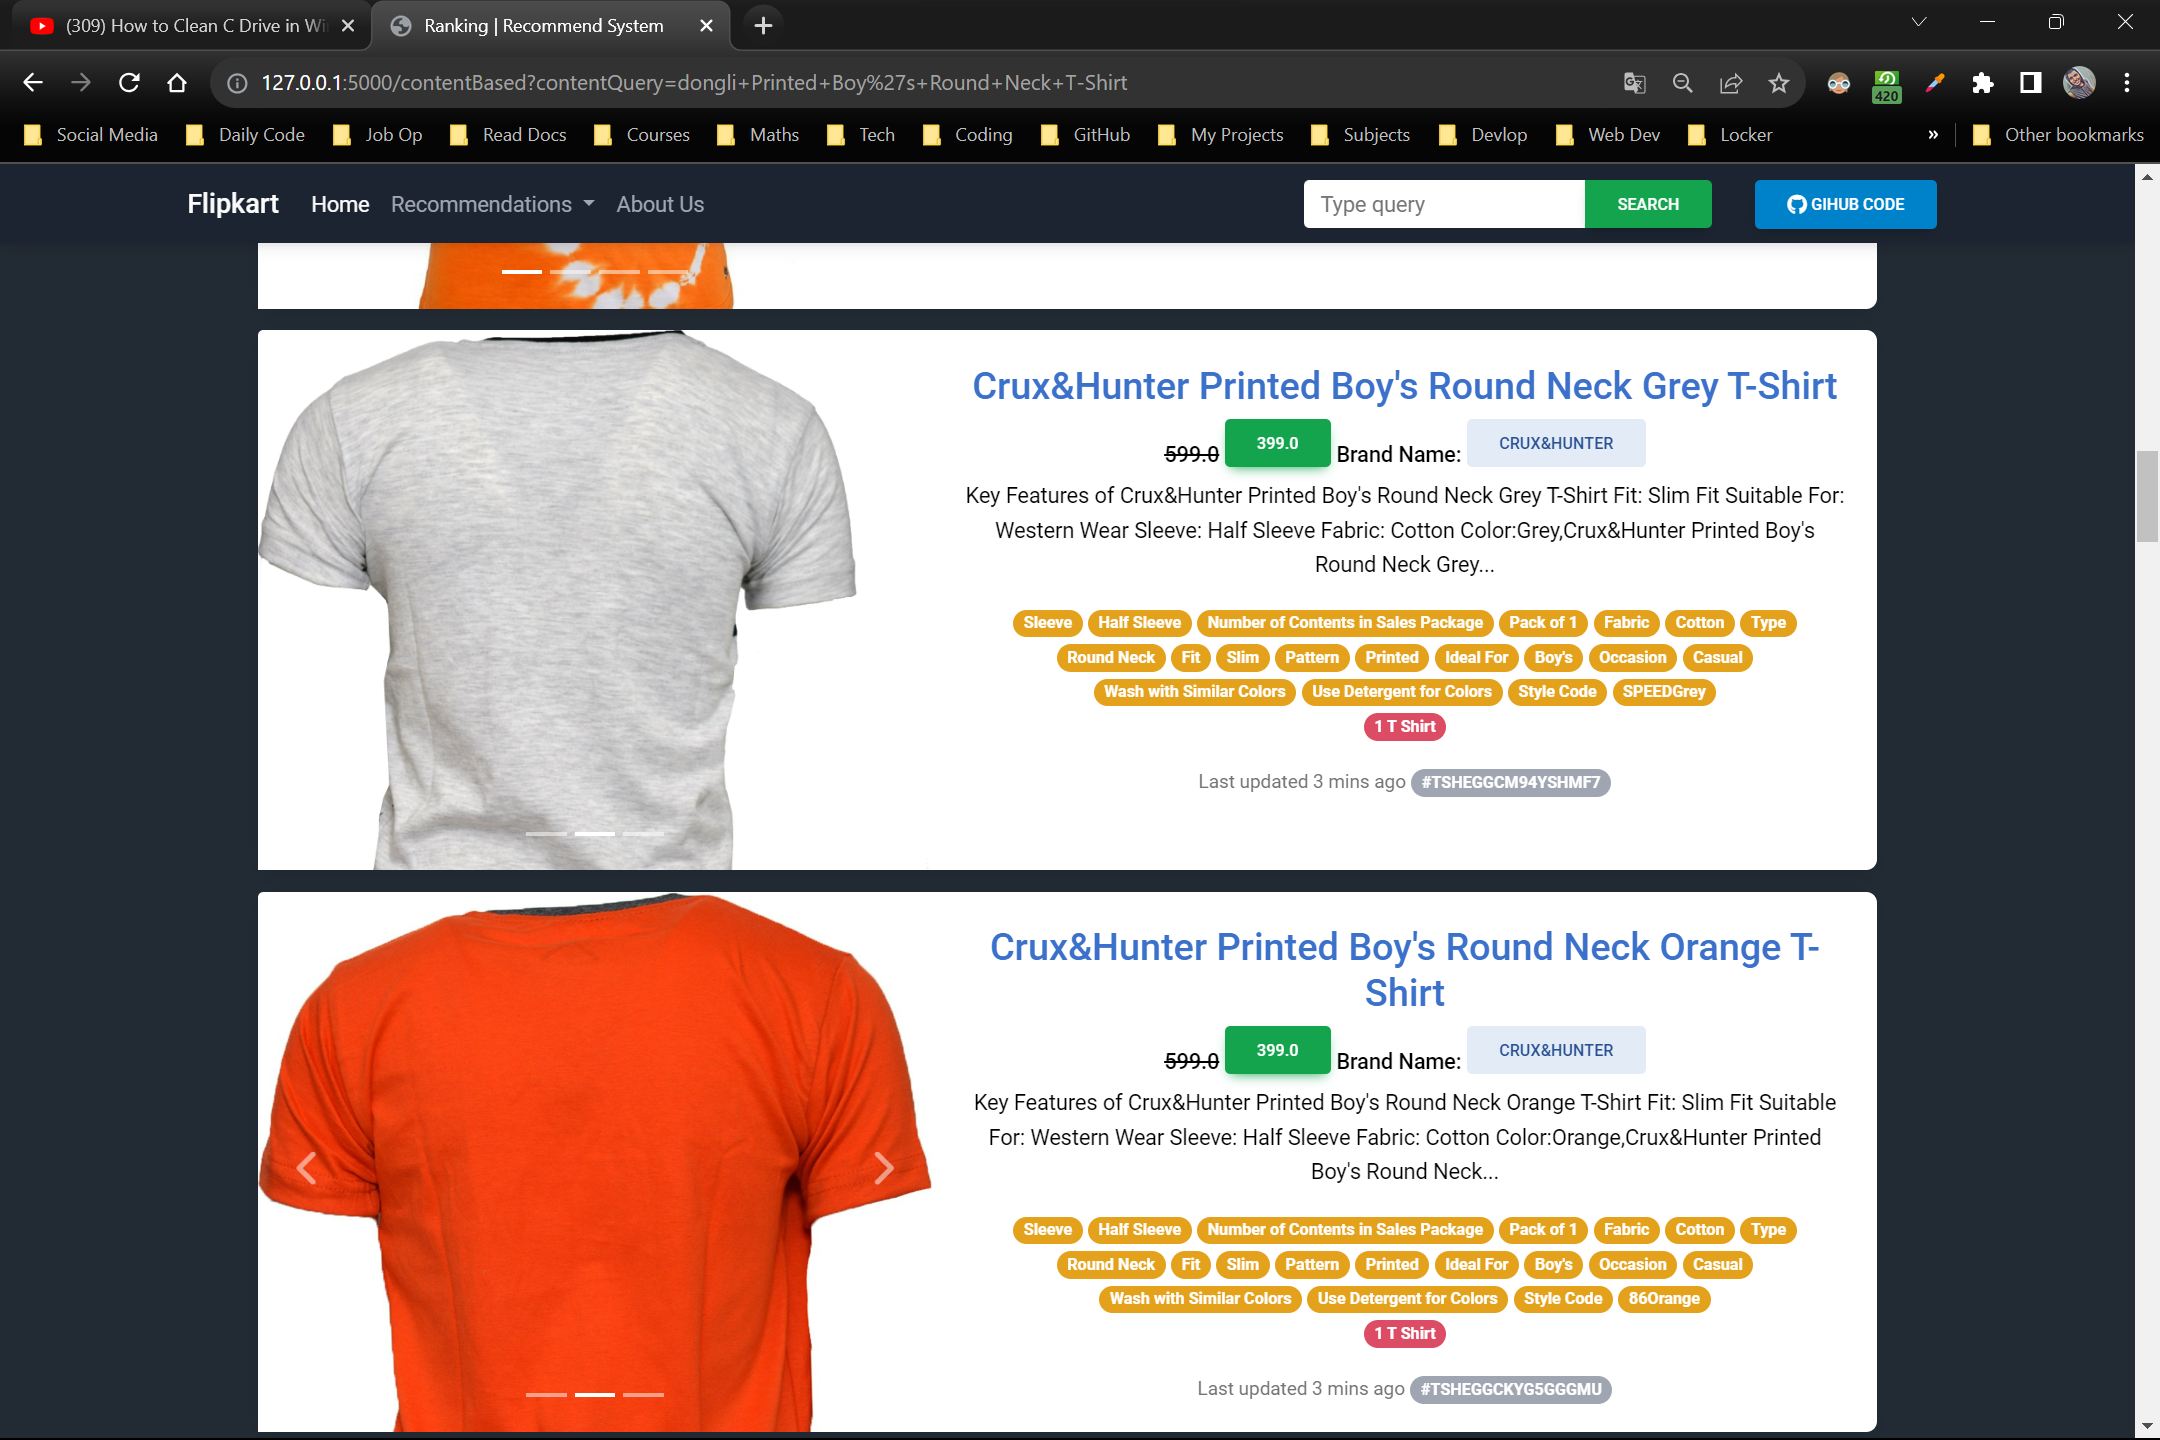 (309) How to Clean C Drive in Wi
Ranking | Recommend System
127.0.0.1:5000/contentBased?contentQuery=dongli+Printed+Boy%27s+Round+Neck+T-Shirt
420
Social Media Daily Code Job Op Read Docs Courses Maths Tech Coding GitHub My Projects Subjects Devlop Web Dev Locker » Other bookmarks
Flipkart Home Recommendations About Us Type query SEARCH GIHUB CODE
Crux&Hunter Printed Boy's Round Neck Grey T-Shirt
599.0 399.0 Brand Name: CRUX&HUNTER
Key Features of Crux&Hunter Printed Boy's Round Neck Grey T-Shirt Fit: Slim Fit Suitable For:
Western Wear Sleeve: Half Sleeve Fabric: Cotton Color:Grey,Crux&Hunter Printed Boy's
Round Neck Grey...
Sleeve Half Sleeve Number of Contents in Sales Package Pack of 1 Fabric Cotton Type
Round Neck Fit Slim Pattern Printed Ideal For Boy's Occasion Casual
Wash with Similar Colors Use Detergent for Colors Style Code SPEEDGrey
1 T Shirt
Last updated 3 mins ago #TSHEGGCM94YSHMF7
Crux&Hunter Printed Boy's Round Neck Orange T-
Shirt
599.0 399.0 Brand Name: CRUX&HUNTER
Key Features of Crux&Hunter Printed Boy's Round Neck Orange T-Shirt Fit: Slim Fit Suitable
For: Western Wear Sleeve: Half Sleeve Fabric: Cotton Color:Orange,Crux&Hunter Printed
Boy's Round Neck...
Sleeve Half Sleeve Number of Contents in Sales Package Pack of 1 Fabric Cotton Type
Round Neck Fit Slim Pattern Printed Ideal For Boy's Occasion Casual
Wash with Similar Colors Use Detergent for Colors Style Code 86Orange
1 T Shirt
Last updated 3 mins ago #TSHEGGCKYG5GGGMU